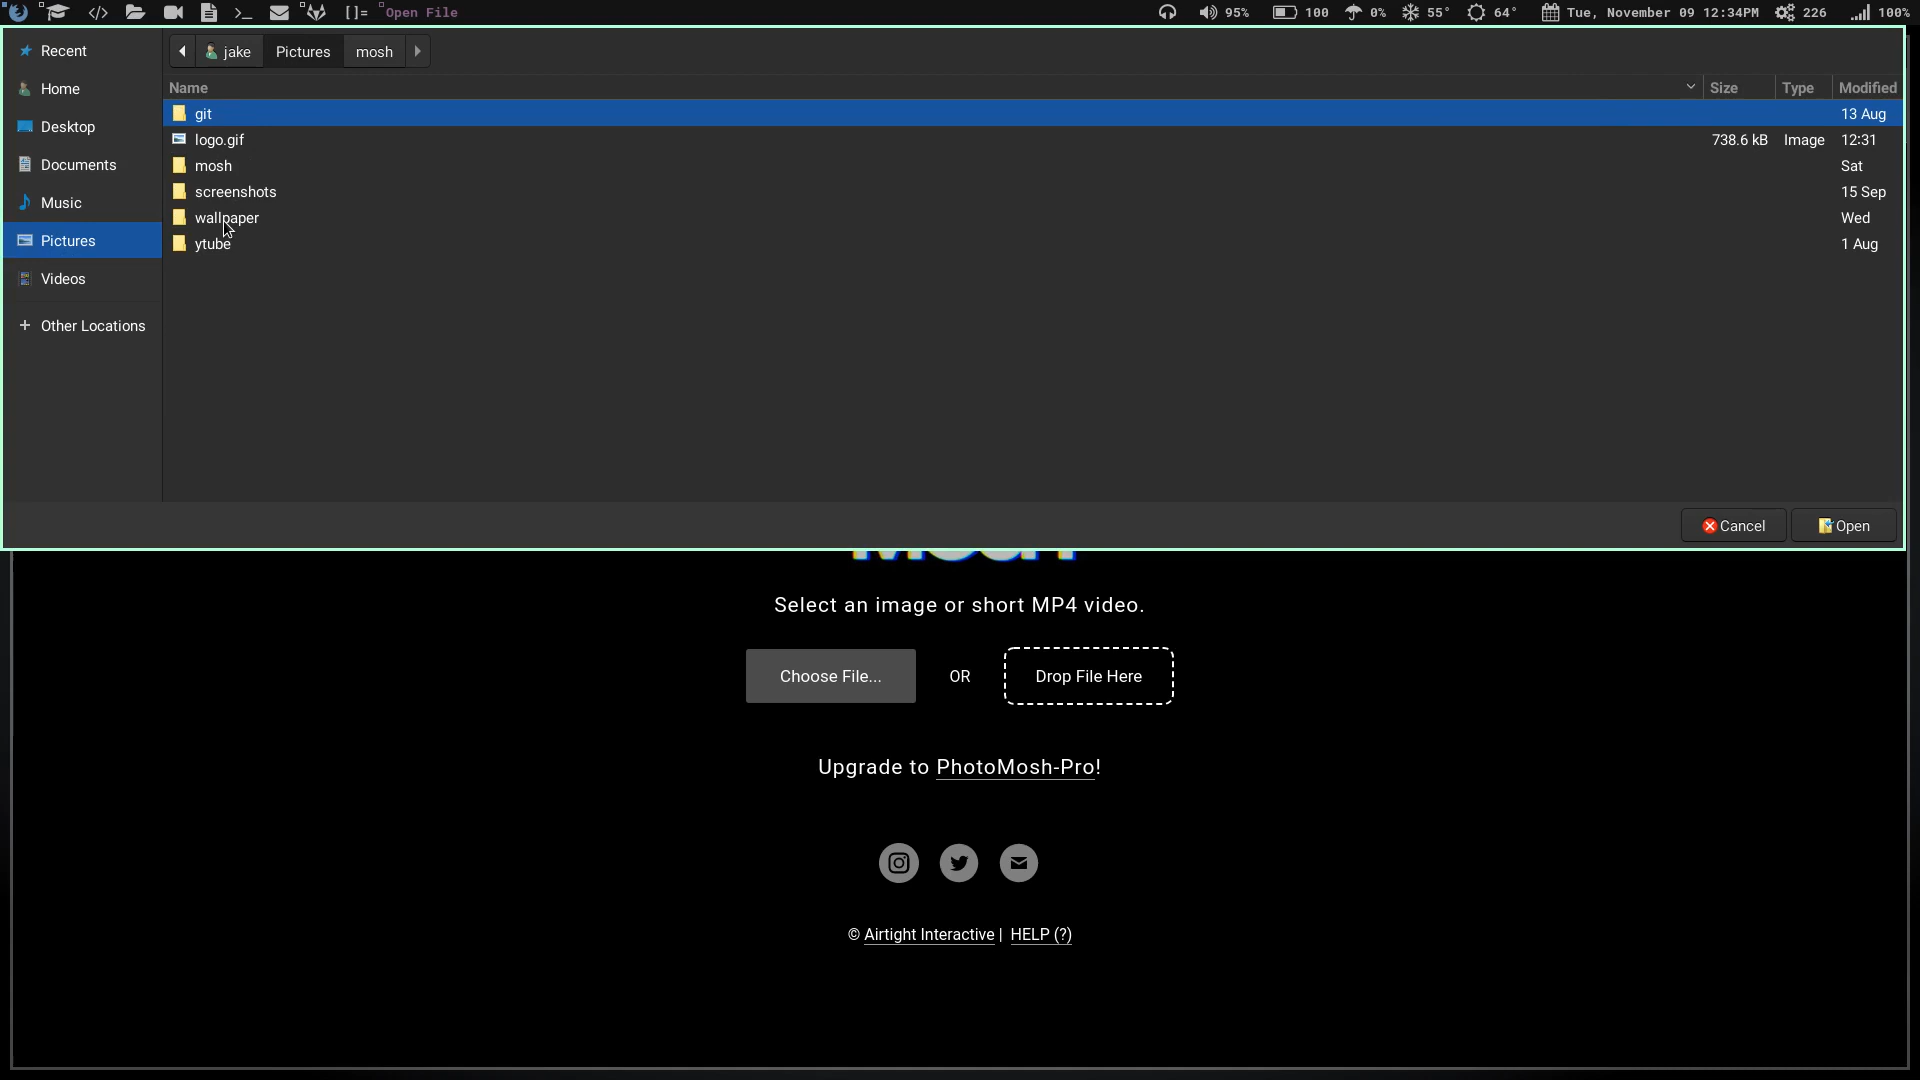 </> >_ []= Open File 95% 100 0% 55° 64° Tue, November 09 12:34PM 226 100%
Recent
Home
Desktop
Documents
Music
Pictures
Videos
+ Other Locations
jake Pictures mosh
Name Size Type Modified
git 13 Aug
logo.gif 738.6 kB Image 12:31
mosh Sat
screenshots 15 Sep
wallpaper Wed
ytube 1 Aug
Cancel Open
Select an image or short MP4 video.
Choose File... OR Drop File Here
Upgrade to PhotoMosh-Pro!
© Airtight Interactive | HELP (?)